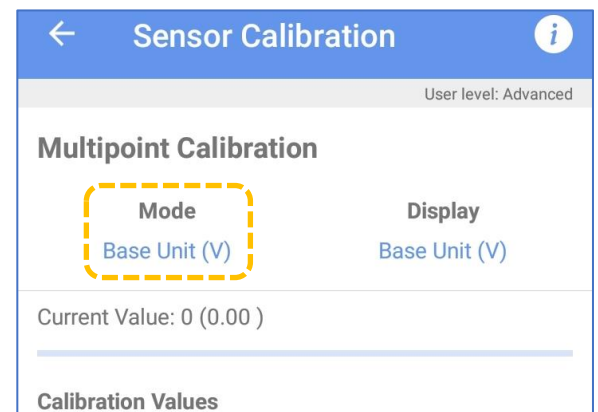 Sensor Calibration
User level: Advanced
Multipoint Calibration
Mode Display
Base Unit (V) Base Unit (V)
Current Value: 0 (0.00 )
Calibration Values